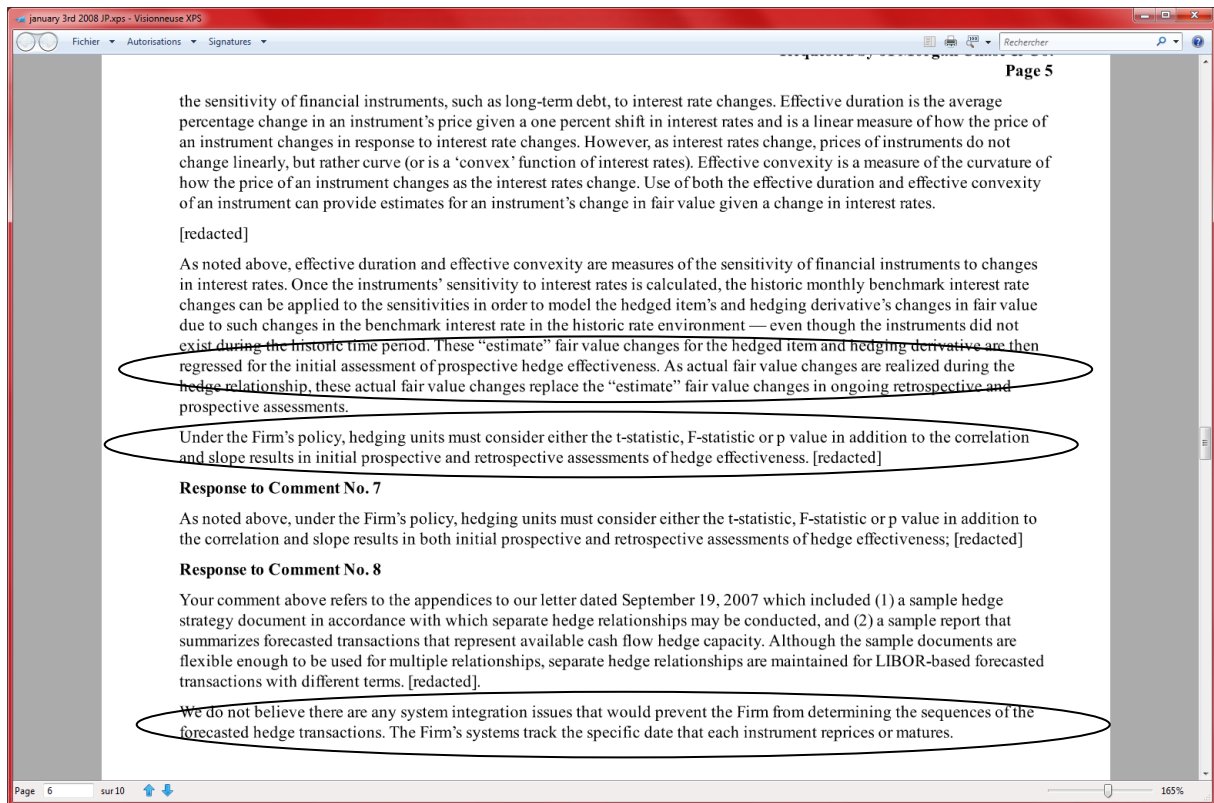 january 3rd 2008 JP.xps - Visionneuse XPS
Fichier Autorisations Signatures Rechercher
Page 5
the sensitivity of financial instruments, such as long-term debt, to interest rate changes. Effective duration is the average
percentage change in an instrument's price given a one percent shift in interest rates and is a linear measure of how the price of
an instrument changes in response to interest rate changes. However, as interest rates change, prices of instruments do not
change linearly, but rather curve (or is a ‘convex’ function of interest rates). Effective convexity is a measure of the curvature of
how the price of an instrument changes as the interest rates change. Use of both the effective duration and effective convexity
of an instrument can provide estimates for an instrument's change in fair value given a change in interest rates.
[redacted]
As noted above, effective duration and effective convexity are measures of the sensitivity of financial instruments to changes
in interest rates. Once the instruments' sensitivity to interest rates is calculated, the historic monthly benchmark interest rate
changes can be applied to the sensitivities in order to model the hedged item's and hedging derivative's changes in fair value
due to such changes in the benchmark interest rate in the historic rate environment — even though the instruments did not
exist during the historic time period. These “estimate” fair value changes for the hedged item and hedging derivative are then
regressed for the initial assessment of prospective hedge effectiveness. As actual fair value changes are realized during the
hedge relationship, these actual fair value changes replace the “estimate” fair value changes in ongoing retrospective and
prospective assessments.
Under the Firm's policy, hedging units must consider either the t-statistic, F-statistic or p value in addition to the correlation
and slope results in initial prospective and retrospective assessments of hedge effectiveness. [redacted]
Response to Comment No. 7
As noted above, under the Firm's policy, hedging units must consider either the t-statistic, F-statistic or p value in addition to
the correlation and slope results in both initial prospective and retrospective assessments of hedge effectiveness; [redacted]
Response to Comment No. 8
Your comment above refers to the appendices to our letter dated September 19, 2007 which included (1) a sample hedge
strategy document in accordance with which separate hedge relationships may be conducted, and (2) a sample report that
summarizes forecasted transactions that represent available cash flow hedge capacity. Although the sample documents are
flexible enough to be used for multiple relationships, separate hedge relationships are maintained for LIBOR-based forecasted
transactions with different terms. [redacted].
We do not believe there are any system integration issues that would prevent the Firm from determining the sequences of the
forecasted hedge transactions. The Firm's systems track the specific date that each instrument reprices or matures.
Page 6 sur 10 165%